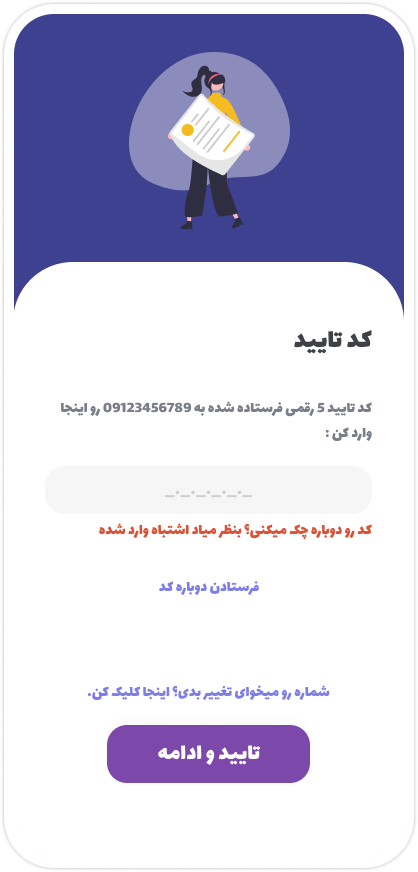 کد تایید
کد تایید 5 رقمی فرستاده شده به 09123456789 رو اینجا
وارد کن :
_-_-_-_-_-_
کد رو دوباره چک میکنی؟ بنظر میاد اشتباه وارد شده
فرستادن دوباره کد
شماره رو میخوای تغییر بدی؟ اینجا کلیک کن.
تایید و ادامه